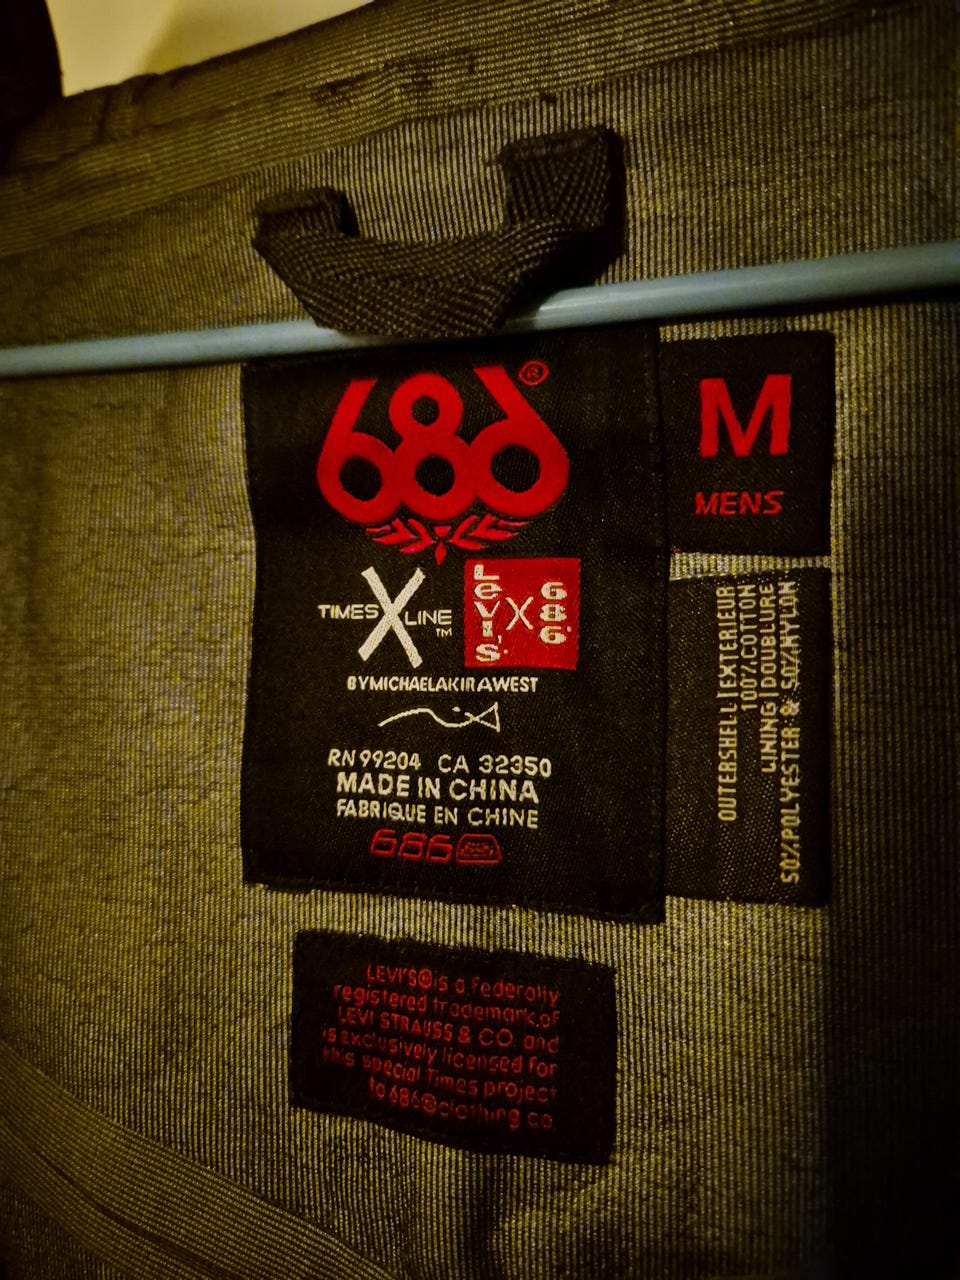 686®
TIMES X LINE™
Levi's® X 686
BYMICHAELAKIRAWEST
RN 99204 CA 32350
MADE IN CHINA
FABRIQUE EN CHINE
686
M
MENS
OUTERSHELL | EXTERIEUR
100% COTTON
LINING | DOUBLURE
50% POLYESTER & 50% NYLON
LEVI'S® is a federally
registered trademark of
LEVI STRAUSS & CO. and
is exclusively licensed for
this special Times project
to 686® clothing co.